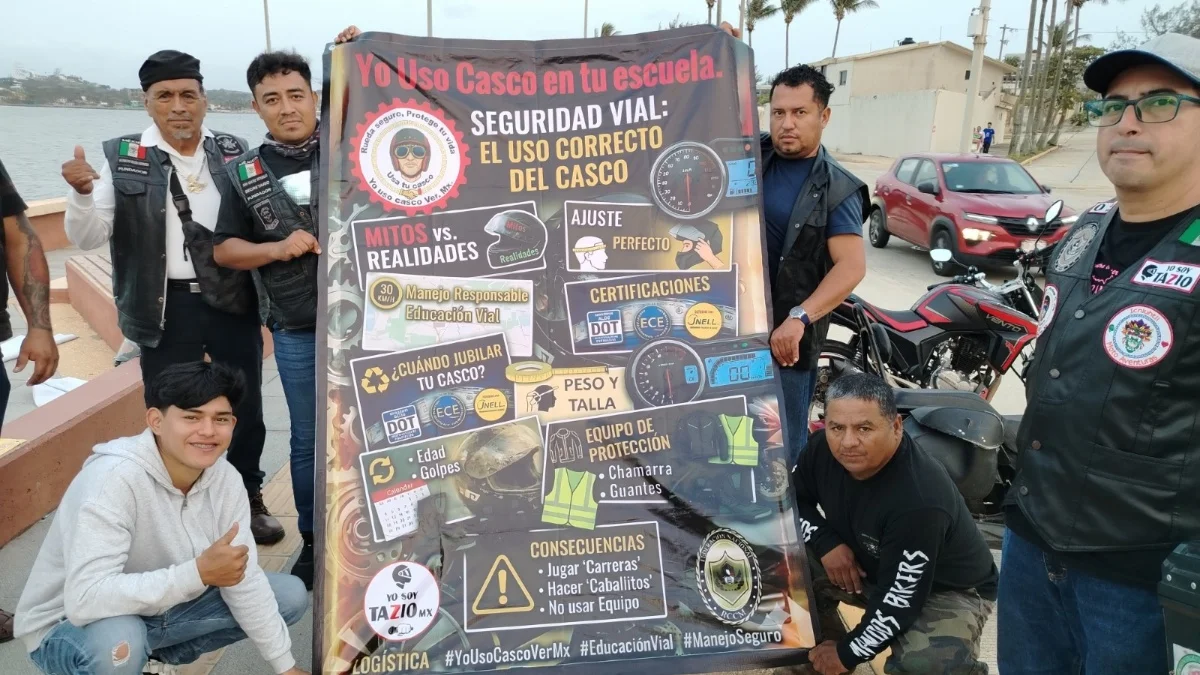 Yo Uso Casco en tu escuela.
Rueda seguro, Protege tu vida
Usa tu casco
Yo uso casco Ver.Mx
SEGURIDAD VIAL:
EL USO CORRECTO
DEL CASCO
MITOS vs.
REALIDADES
Realidades
AJUSTE
PERFECTO
30
KM/H
Manejo Responsable
Educación Vial
CERTIFICACIONES
DOT
ECE
SNELL
¿CUÁNDO JUBILAR
TU CASCO?
DOT
ECE
SNELL
PESO Y
TALLA
• Edad
• Golpes
EQUIPO DE
PROTECCIÓN
• Chamarra
• Guantes
CONSECUENCIAS
• Jugar 'Carreras'
• Hacer 'Caballitos'
• No usar Equipo
YO SOY
TAZIO MX
LOGÍSTICA
#YoUsoCascoVerMx #EducaciónVial #ManejoSeguro
VENTO
YO SOY
TAZIO
BIKERS